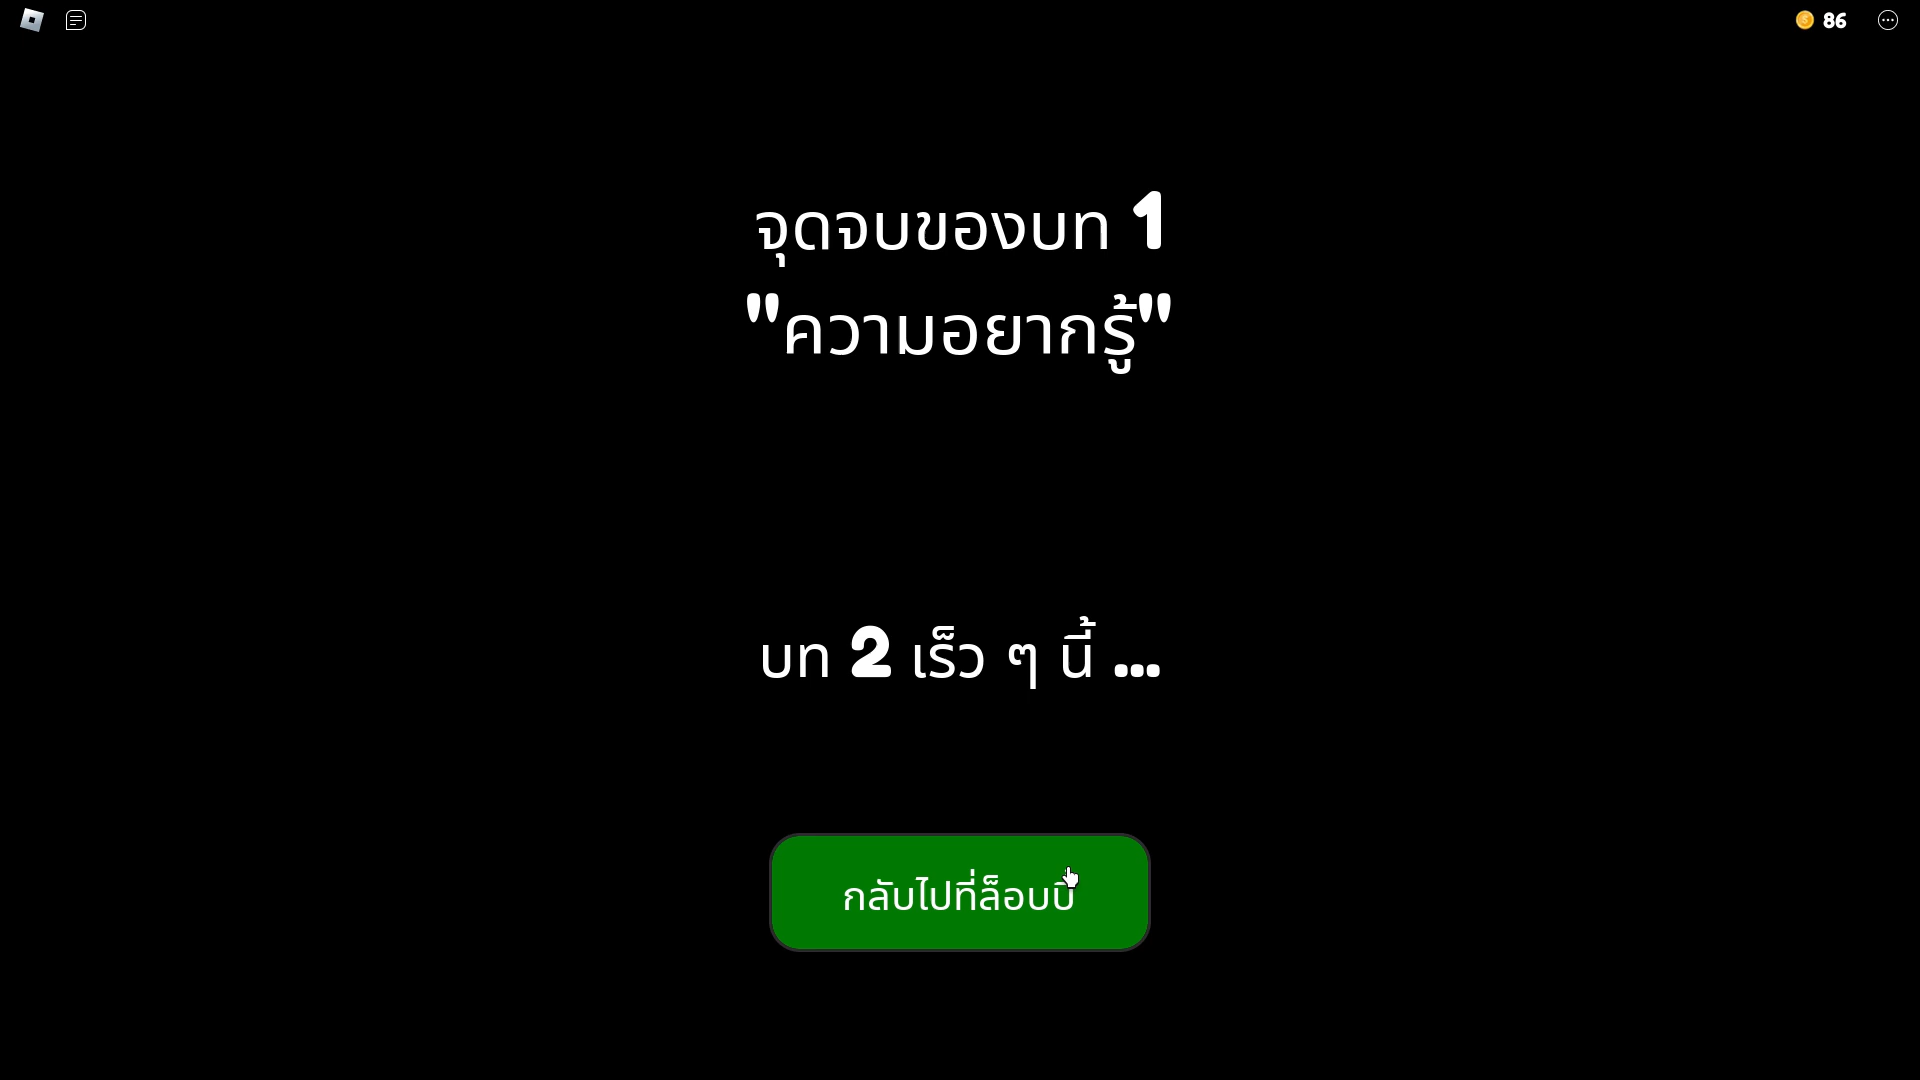 86
จุดจบของบท 1
"ความอยากรู้"
บท 2 เร็ว ๆ นี้ ...
กลับไปที่ล็อบบี้